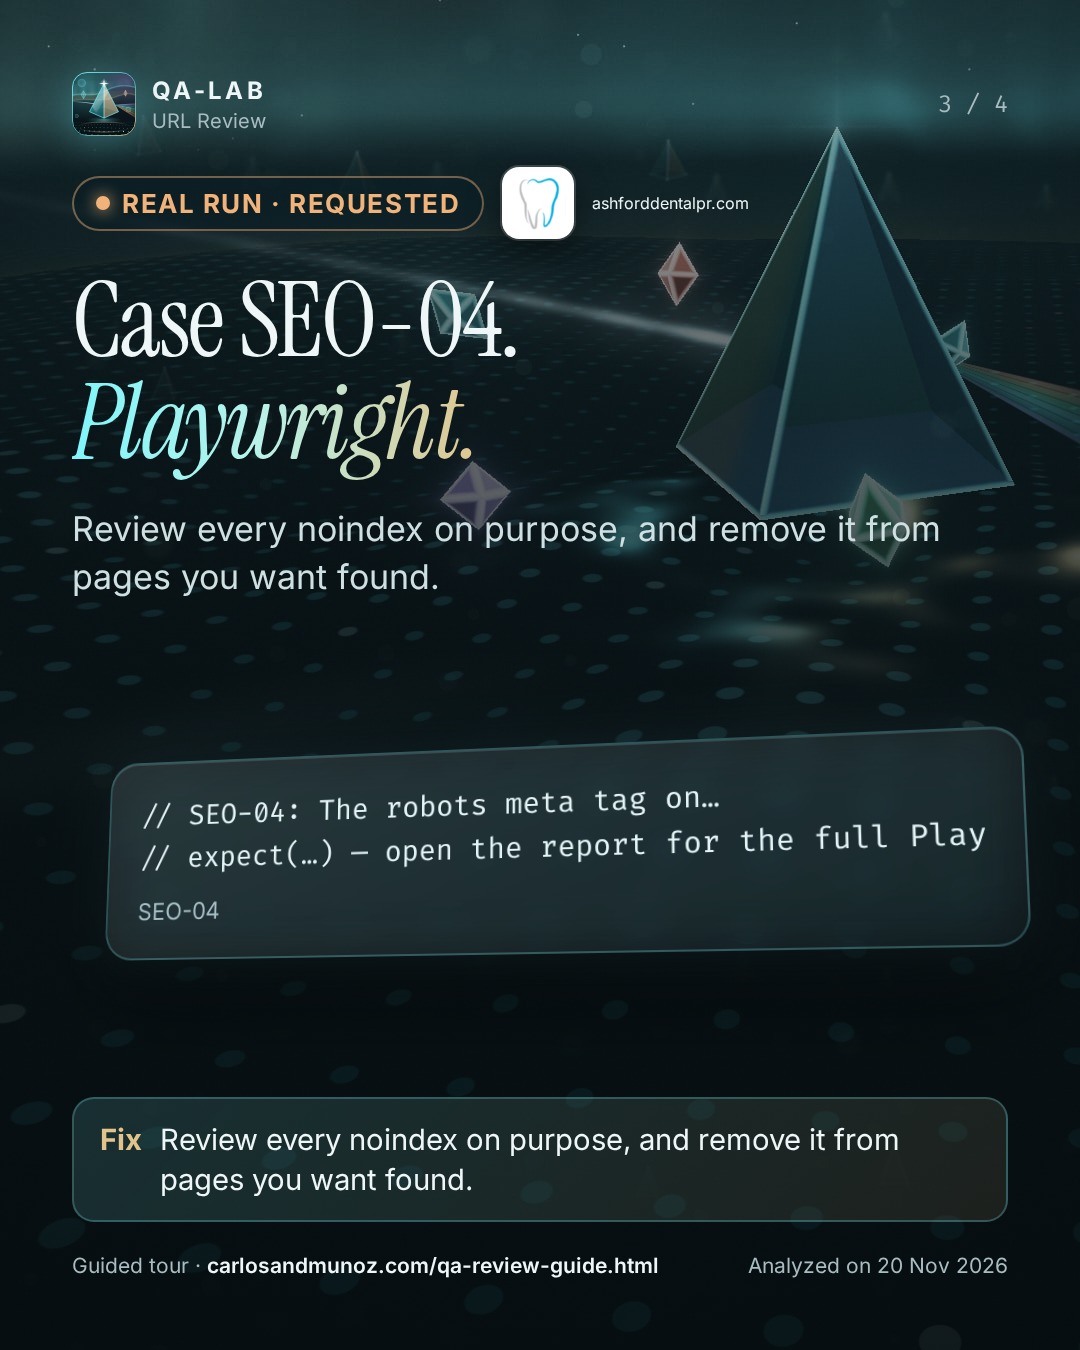 QA-LAB
URL Review
3 / 4
REAL RUN · REQUESTED
ashforddentalpr.com
Case SEO-04.
Playwright.
Review every noindex on purpose, and remove it from
pages you want found.
// SEO-04: The robots meta tag on…
// expect(…) — open the report for the full Play
SEO-04
Fix Review every noindex on purpose, and remove it from
pages you want found.
Guided tour · carlosandmunoz.com/qa-review-guide.html
Analyzed on 20 Nov 2026